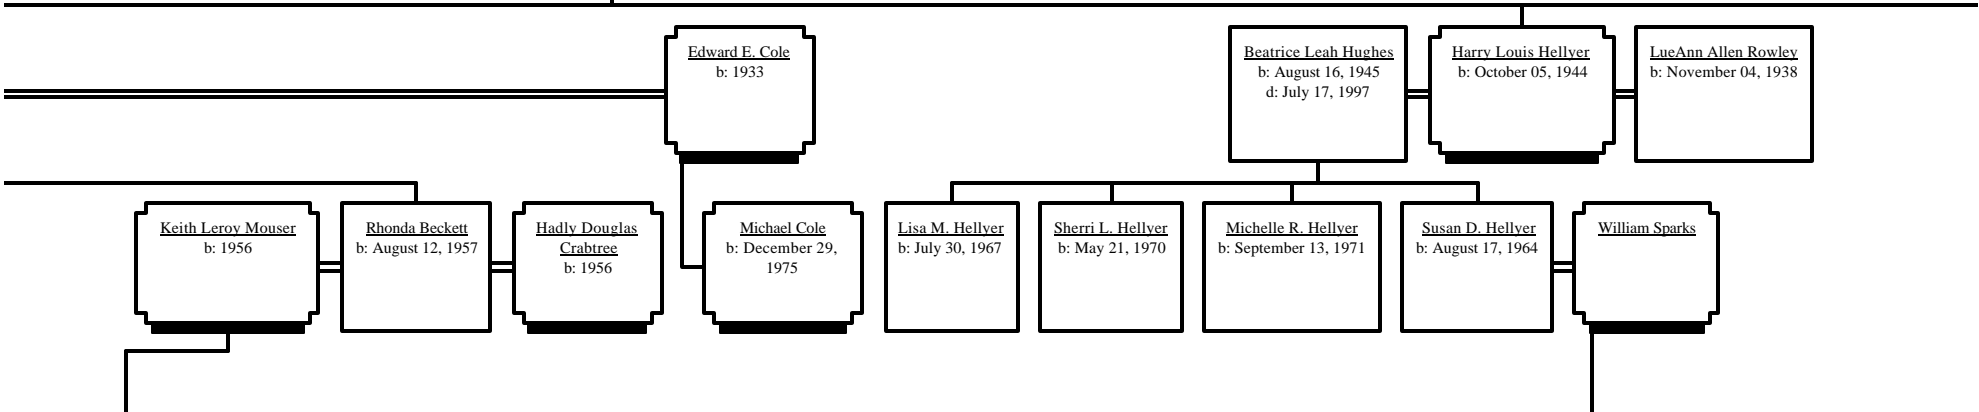 Edward E. Cole
b: 1933
Beatrice Leah Hughes
b: August 16, 1945
d: July 17, 1997
Harry Louis Hellyer
b: October 05, 1944
LueAnn Allen Rowley
b: November 04, 1938
Keith Leroy Mouser
b: 1956
Rhonda Beckett
b: August 12, 1957
Hadly Douglas
Crabtree
b: 1956
Michael Cole
b: December 29,
1975
Lisa M. Hellyer
b: July 30, 1967
Sherri L. Hellyer
b: May 21, 1970
Michelle R. Hellyer
b: September 13, 1971
Susan D. Hellyer
b: August 17, 1964
William Sparks